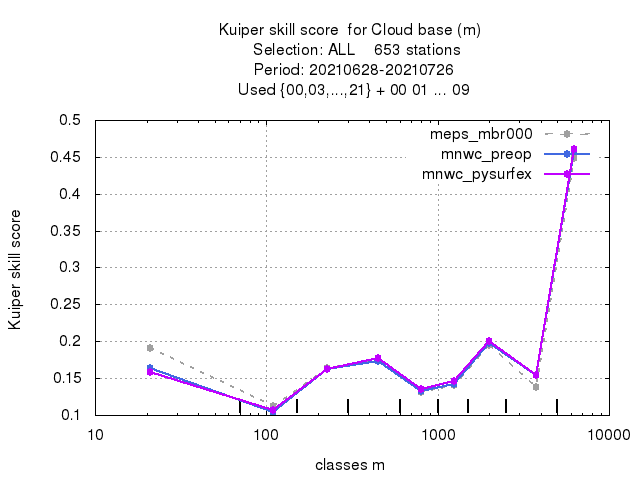 Kuiper skill score  for Cloud base (m)
Selection: ALL    653 stations
Period: 20210628-20210726
Used {00,03,...,21} + 00 01 ... 09
0.5
0.45
0.4
0.35
0.3
0.25
0.2
0.15
0.1
Kuiper skill score
meps_mbr000
mnwc_preop
mnwc_pysurfex
10
100
1000
10000
classes m